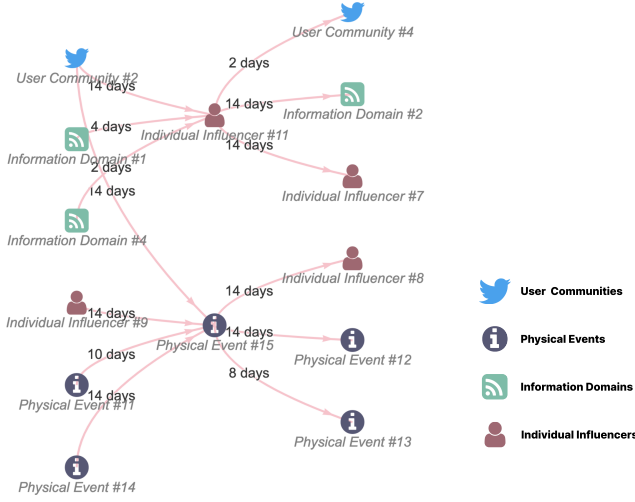 User Community #4
User Community #2
2 days
14 days
14 days
Information Domain #2
4 days
Individual Influencer #11
14 days
Information Domain #1
2 days
14 days
Individual Influencer #7
Information Domain #4
Individual Influencer #8
14 days
User Communities
14 days
Individual Influencer #9
14 days
Physical Event #15
Physical Events
10 days
Physical Event #12
8 days
Physical Event #11
14 days
Information Domains
Physical Event #13
Individual Influencers
Physical Event #14